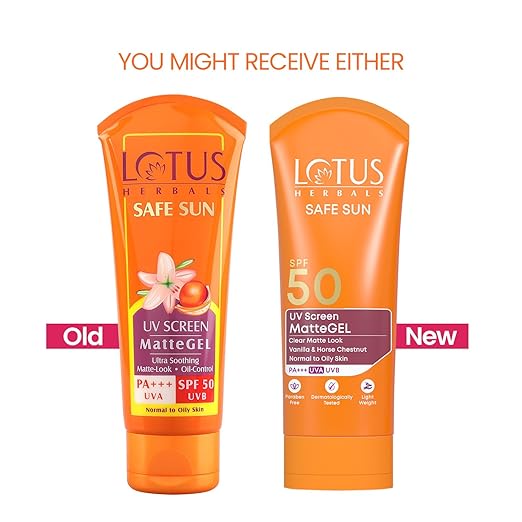 YOU MIGHT RECEIVE EITHER
Old
LOTUS
HERBALS
SAFE SUN
UV SCREEN
MatteGEL
Ultra Soothing
Matte-Look • Oil-Control
PA+++
UVA
SPF 50
UVB
Normal to Oily Skin
LOTUS
HERBALS
SAFE SUN
SPF
50
UV Screen
MatteGEL
Clear Matte Look
Vanilla & Horse Chestnut
Normal to Oily Skin
PA+++ UVA UVB
Paraben
Free
Dermatologically
Tested
Light
Weight
New